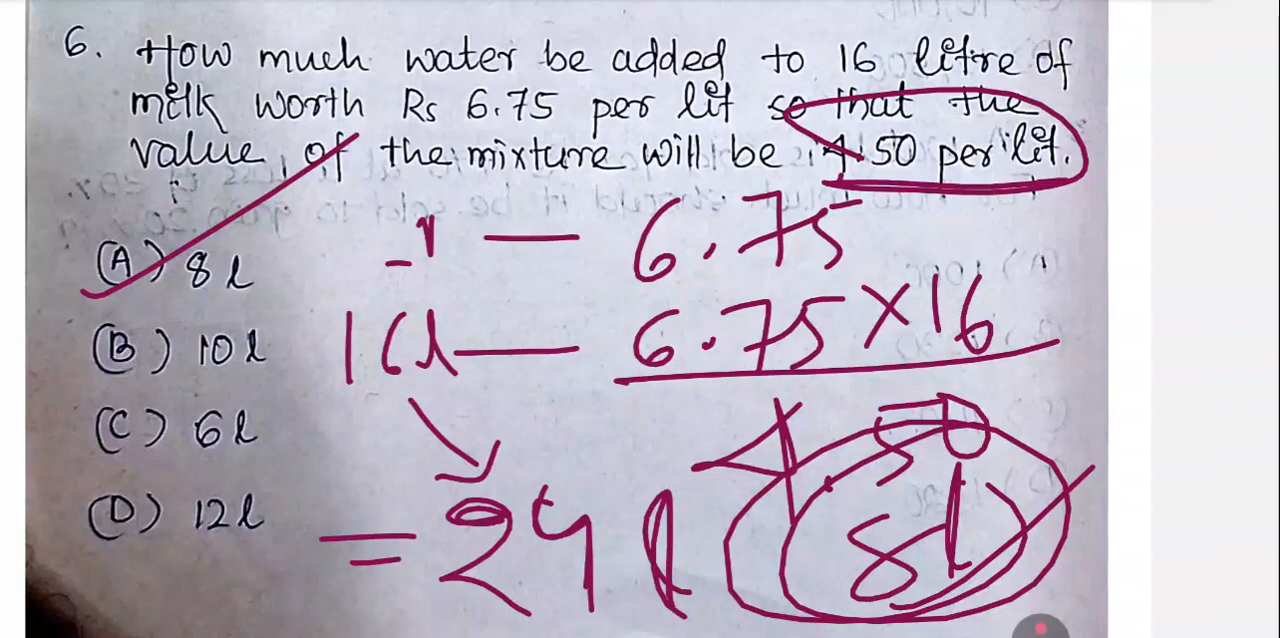 6. How much water be added to 16 litre of
milk worth Rs 6.75 per lit so that the
value of the mixture will be 4.50 per lit.
(A) 8 l
(B) 10 l
(C) 6 l
(D) 12 l
1 — 6.75
16l — 6.75 × 16
4.50
= 24 l 8l